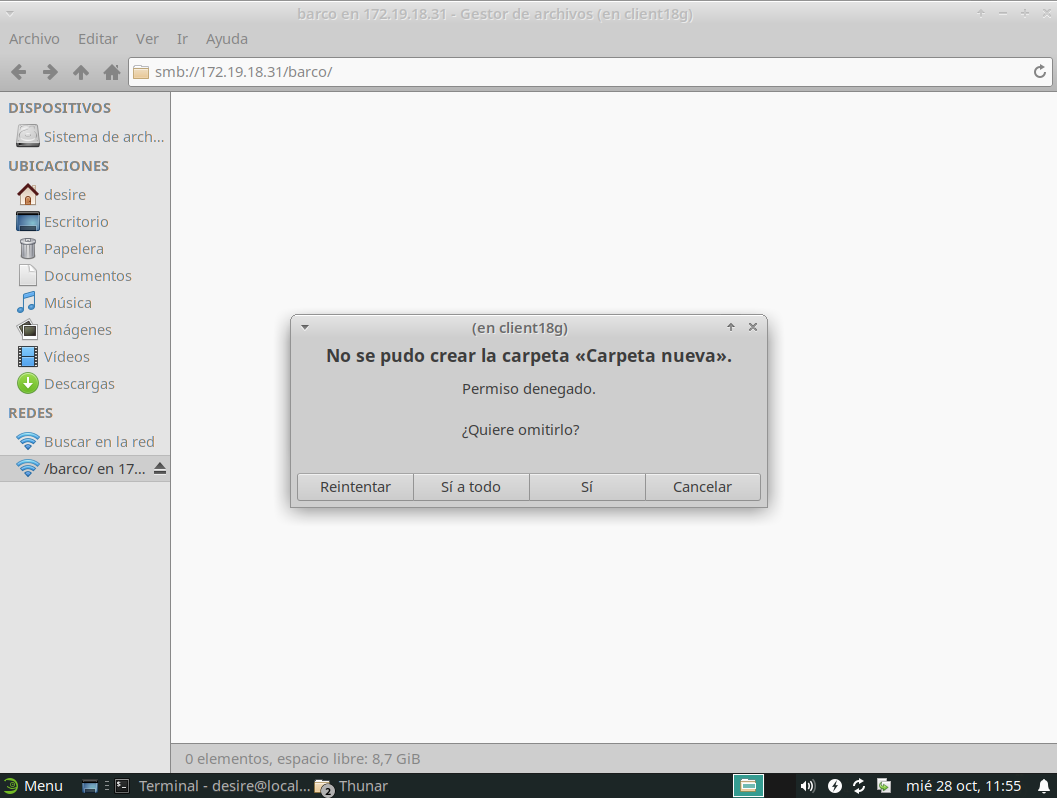 barco en 172.19.18.31 - Gestor de archivos (en client18g)
Archivo Editar Ver Ir Ayuda
smb://172.19.18.31/barco/
DISPOSITIVOS
Sistema de arch...
UBICACIONES
desire
Escritorio
Papelera
Documentos
Música
Imágenes
Vídeos
Descargas
REDES
Buscar en la red
/barco/ en 17...
(en client18g)
No se pudo crear la carpeta «Carpeta nueva».
Permiso denegado.
¿Quiere omitirlo?
Reintentar Sí a todo Sí Cancelar
0 elementos, espacio libre: 8,7 GiB
Menu Terminal - desire@local... 2 Thunar mié 28 oct, 11:55